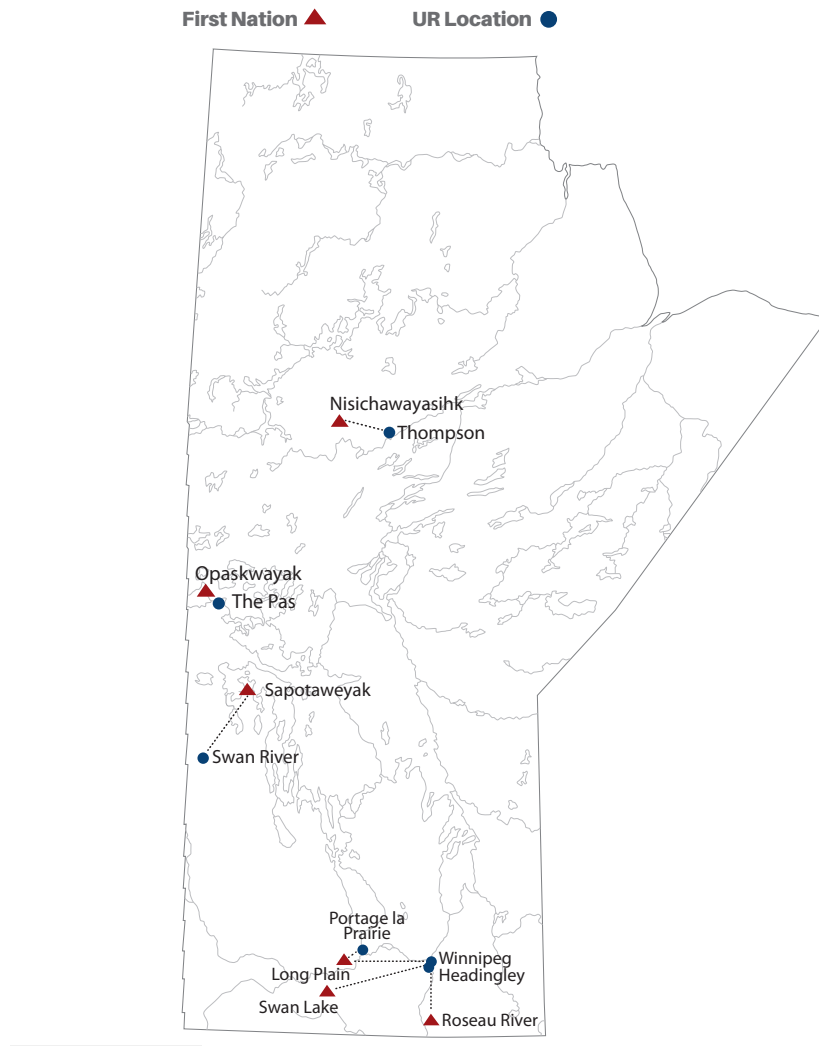 First Nation
UR Location
Nisichawayasihk
Thompson
Opaskwayak
The Pas
Sapotaweyak
Swan River
Portage la
Prairie
Winnipeg
Headingley
Long Plain
Swan Lake
Roseau River